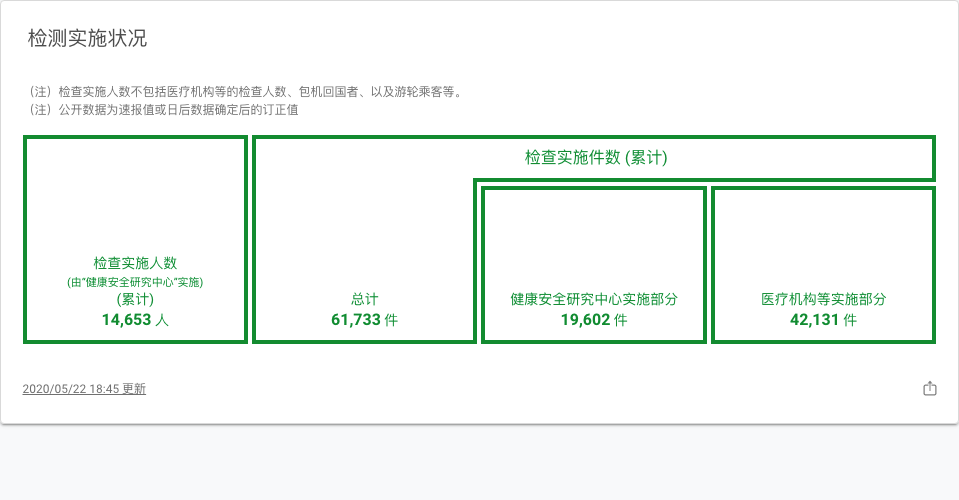 检测实施状况
（注）检查实施人数不包括医疗机构等的检查人数、包机回国者、以及游轮乘客等。
（注）公开数据为速报值或日后数据确定后的订正值
检查实施人数
(由“健康安全研究中心”实施)
(累计)
14,653 人
检查实施件数 (累计)
总计
61,733 件
健康安全研究中心实施部分
19,602 件
医疗机构等实施部分
42,131 件
2020/05/22 18:45 更新